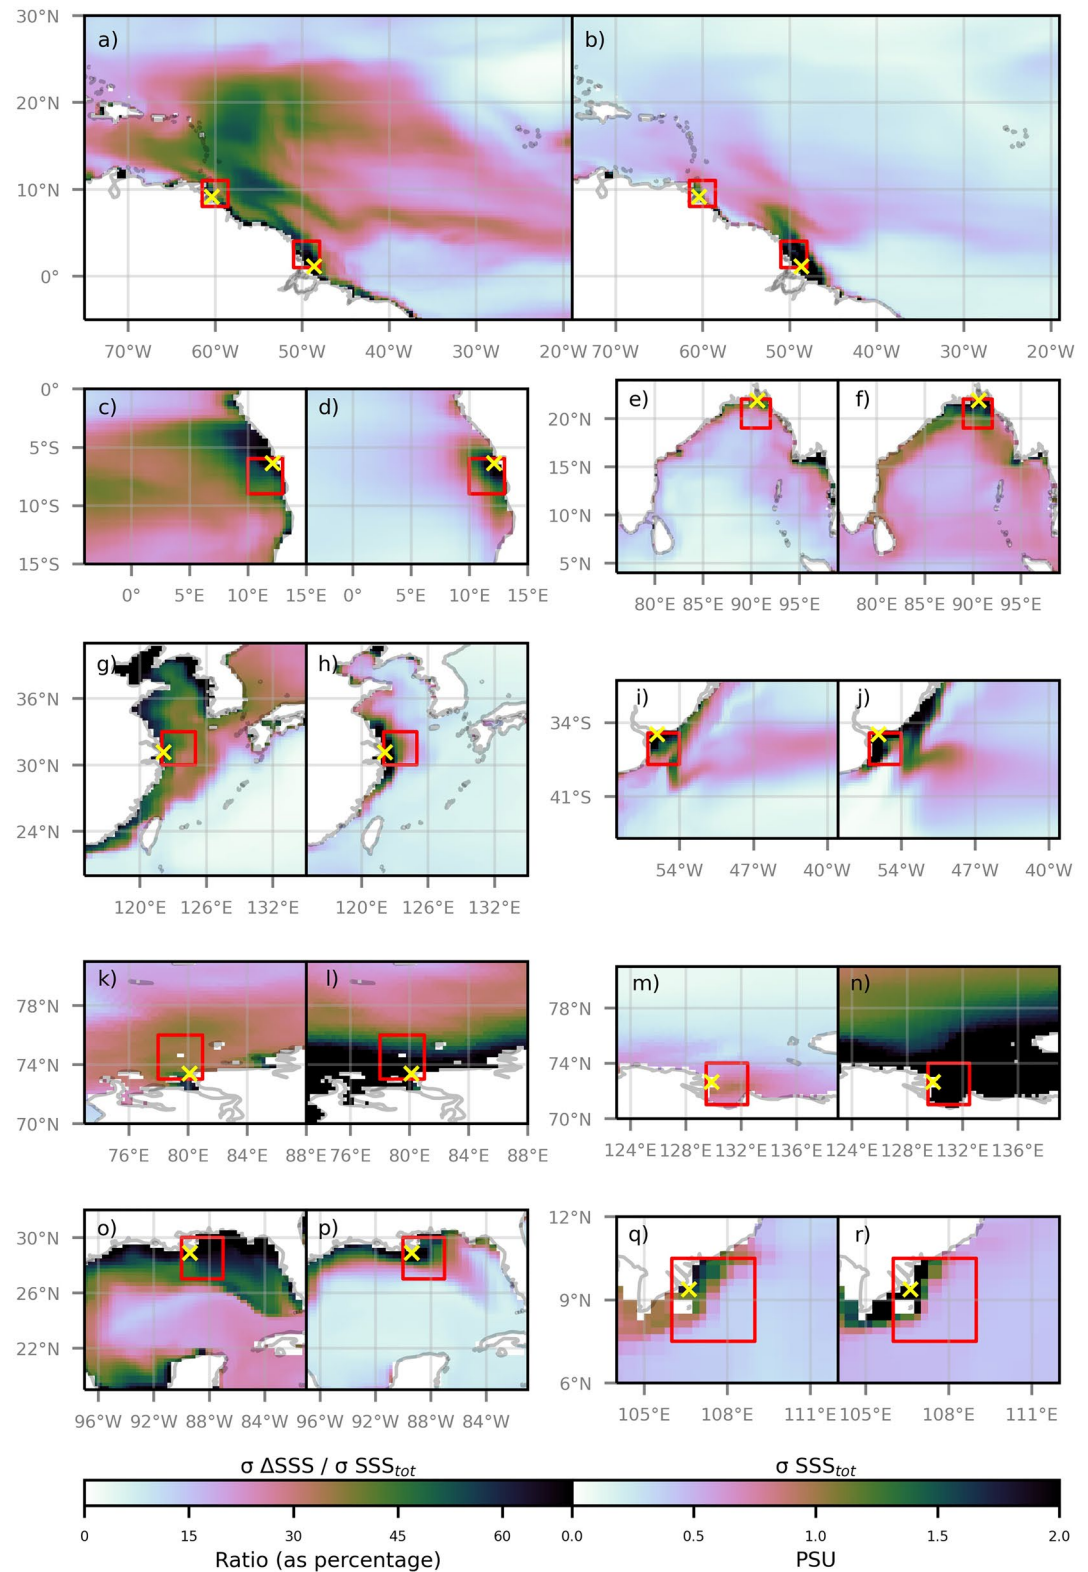 30°N
a)
b)
20°N
10°N
0°
70°W 60°W 50°W 40°W 30°W 20°W 70°W 60°W 50°W 40°W 30°W 20°W
0°
c)
d)
e)
f)
5°S
10°S
15°S
20°N
15°N
10°N
5°N
0° 5°E 10°E 15°E 0° 5°E 10°E 15°E
80°E 85°E 90°E 95°E 80°E 85°E 90°E 95°E
g)
h)
i)
j)
36°N
30°N
24°N
34°S
41°S
120°E 126°E 132°E 120°E 126°E 132°E
54°W 47°W 40°W 54°W 47°W 40°W
k)
l)
m)
n)
78°N
74°N
70°N
78°N
74°N
70°N
76°E 80°E 84°E 88°E 76°E 80°E 84°E 88°E
124°E 128°E 132°E 136°E 124°E 128°E 132°E 136°E
o)
p)
q)
r)
30°N
26°N
22°N
12°N
9°N
6°N
96°W 92°W 88°W 84°W 96°W 92°W 88°W 84°W
105°E 108°E 111°E 105°E 108°E 111°E
σ ΔSSS / σ SSStot
σ SSStot
0 15 30 45 60 0.0 0.5 1.0 1.5 2.0
Ratio (as percentage)
PSU